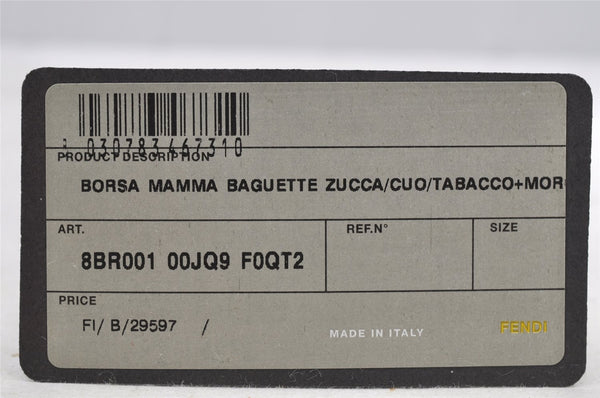 8 030783467310
PRODUCT DESCRIPTION
BORSA MAMMA BAGUETTE ZUCCA/CUO/TABACCO+MOR
ART.
REF.N°
SIZE
8BR001 00JQ9 F0QT2
PRICE
FI/ B/29597 /
MADE IN ITALY
FENDI